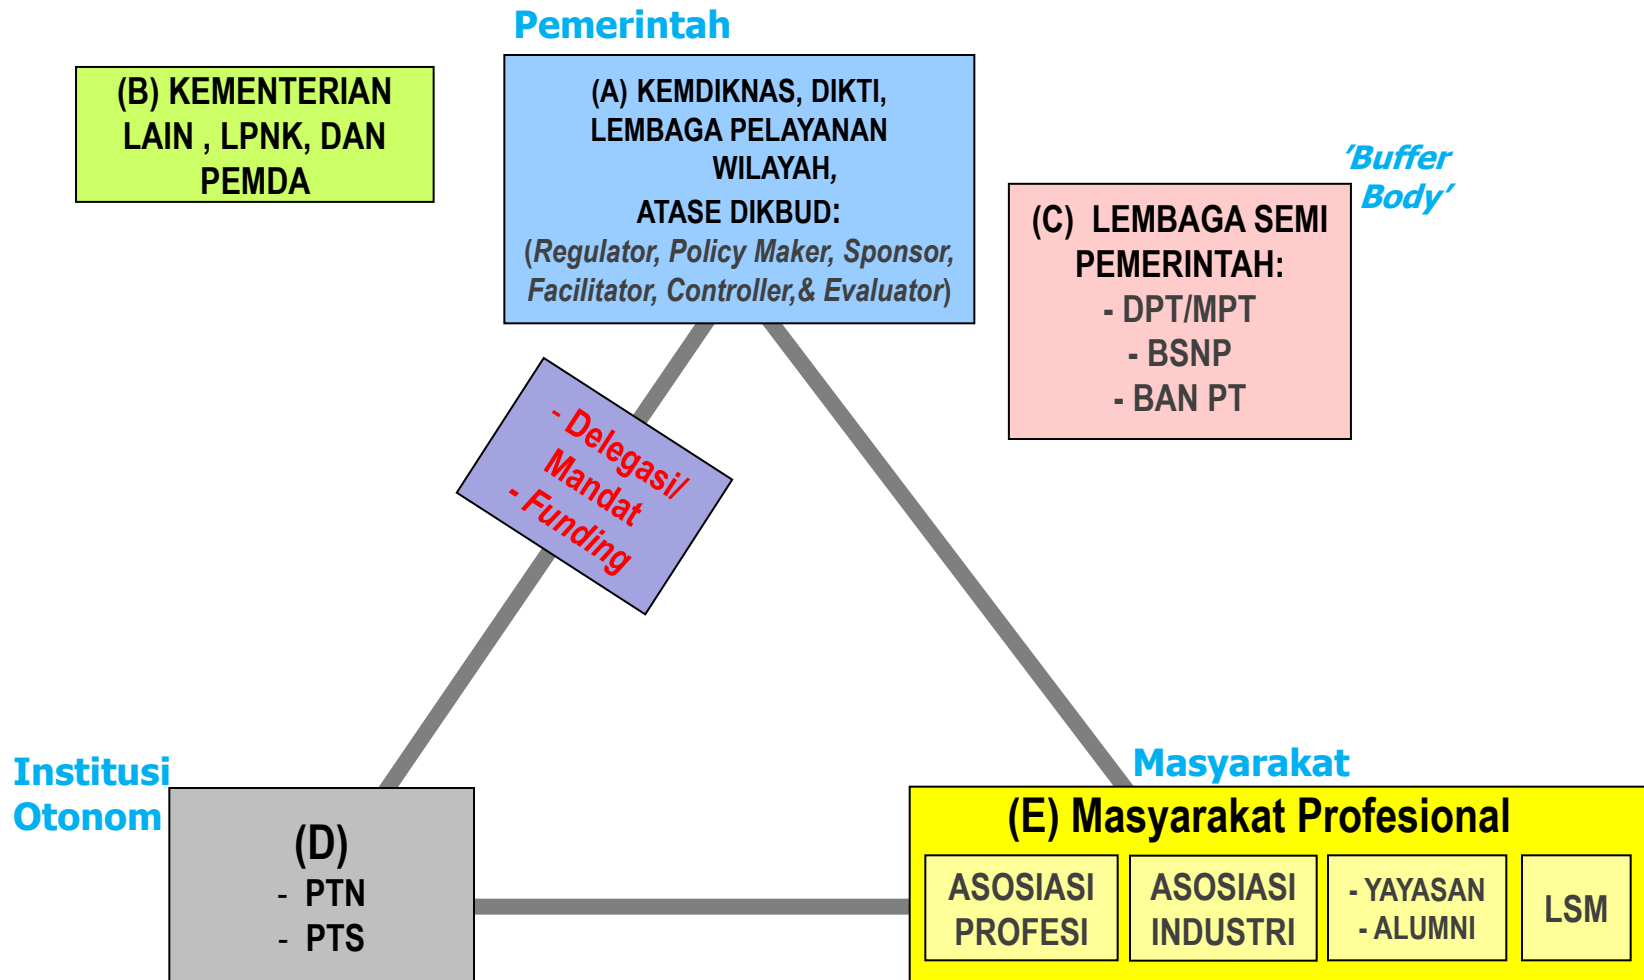 Pemerintah
(B) KEMENTERIAN
LAIN , LPNK, DAN
PEMDA
(A) KEMDIKNAS, DIKTI,
LEMBAGA PELAYANAN
WILAYAH,
ATASE DIKBUD:
(Regulator, Policy Maker, Sponsor,
Facilitator, Controller,& Evaluator)
'Buffer
Body'
(C) LEMBAGA SEMI
PEMERINTAH:
- DPT/MPT
- BSNP
- BAN PT
- Delegasi/
Mandat
- Funding
Institusi
Otonom
(D)
- PTN
- PTS
Masyarakat
(E) Masyarakat Profesional
ASOSIASI
PROFESI
ASOSIASI
INDUSTRI
- YAYASAN
- ALUMNI
LSM